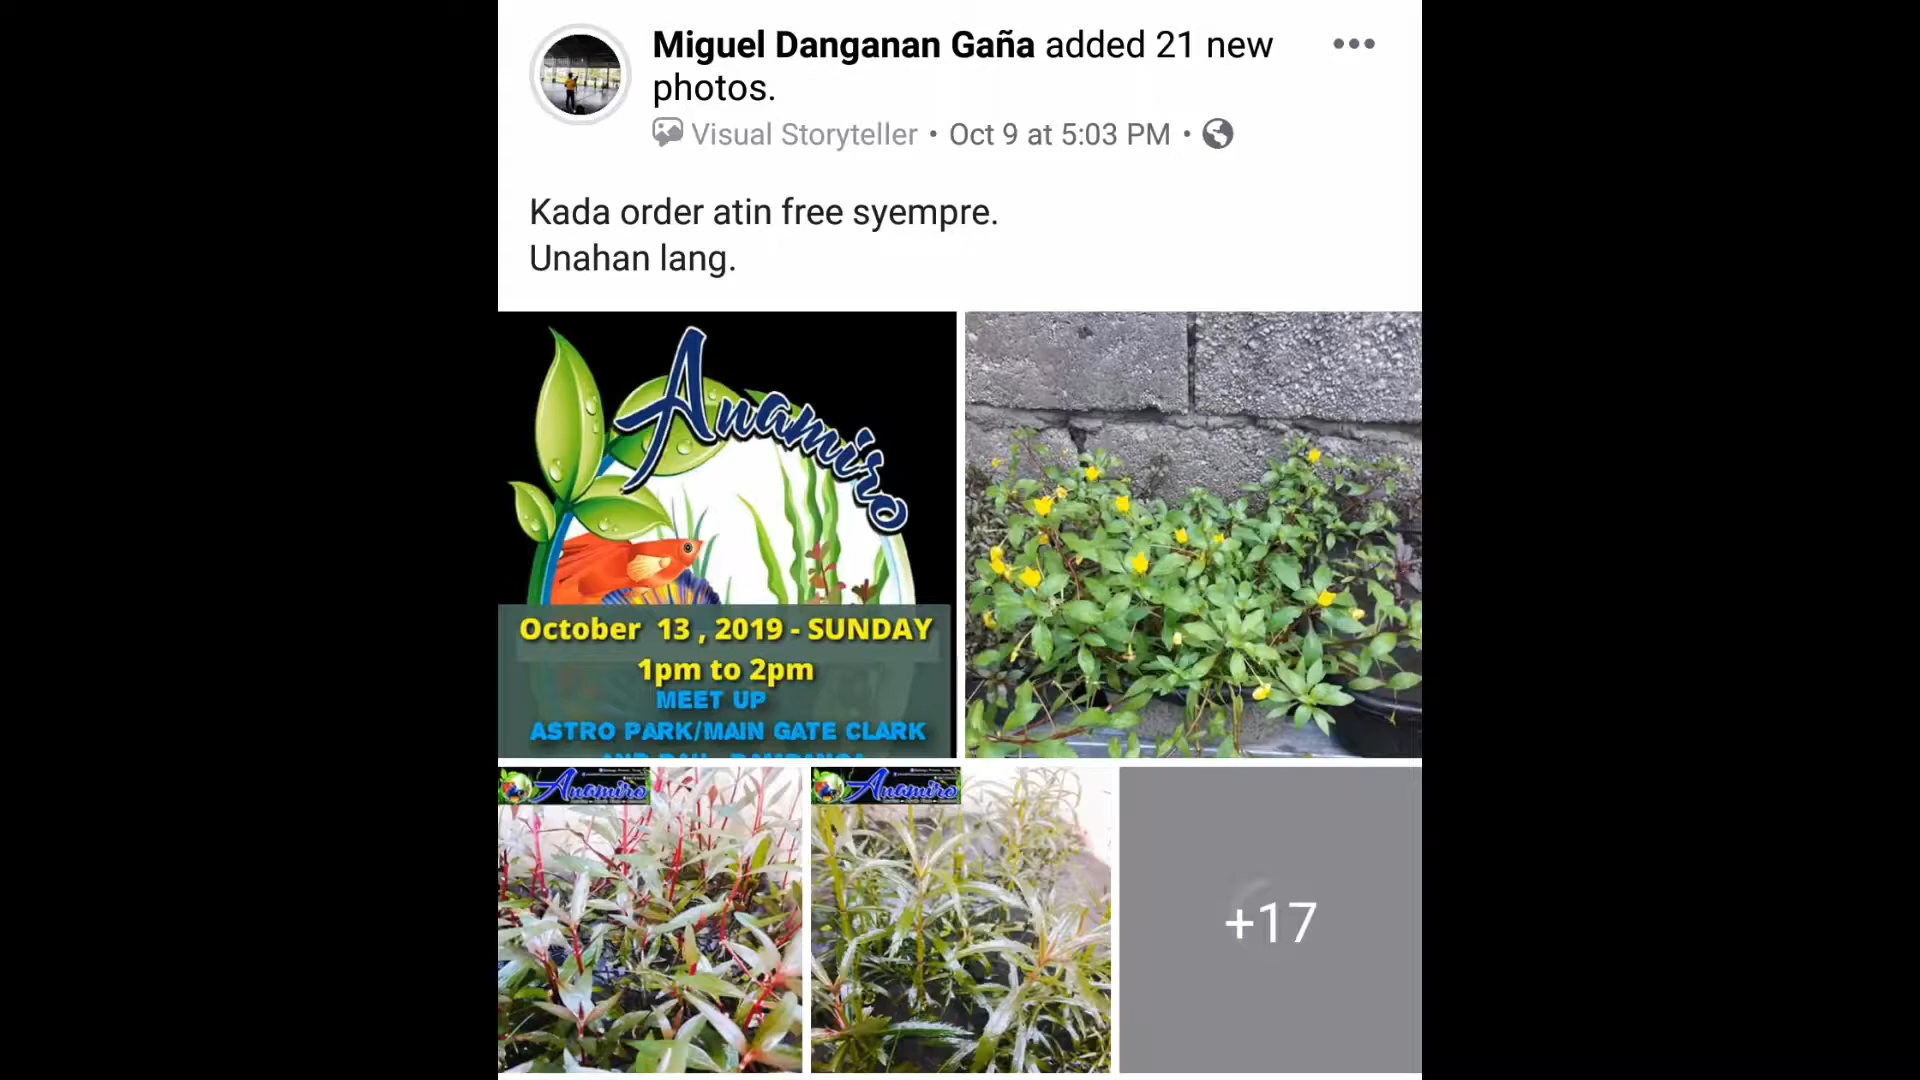 Miguel Danganan Gaña added 21 new
photos.
Visual Storyteller • Oct 9 at 5:03 PM •
Kada order atin free syempre.
Unahan lang.
Anamiro
October 13 , 2019 - SUNDAY
1pm to 2pm
MEET UP
ASTRO PARK/MAIN GATE CLARK
Anamiro
Anamiro
+17